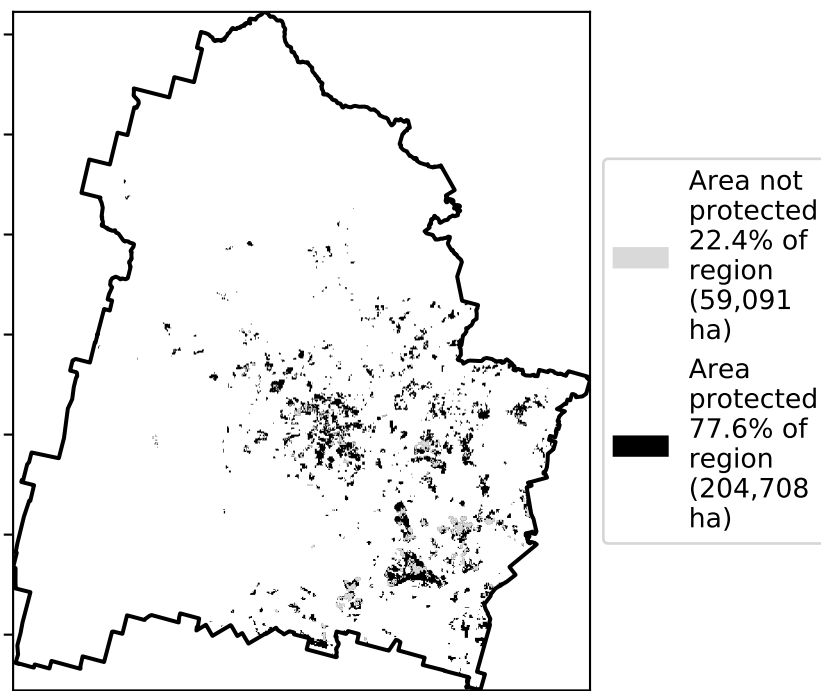 Area not
protected
22.4% of
region
(59,091
ha)
Area
protected
77.6% of
region
(204,708
ha)